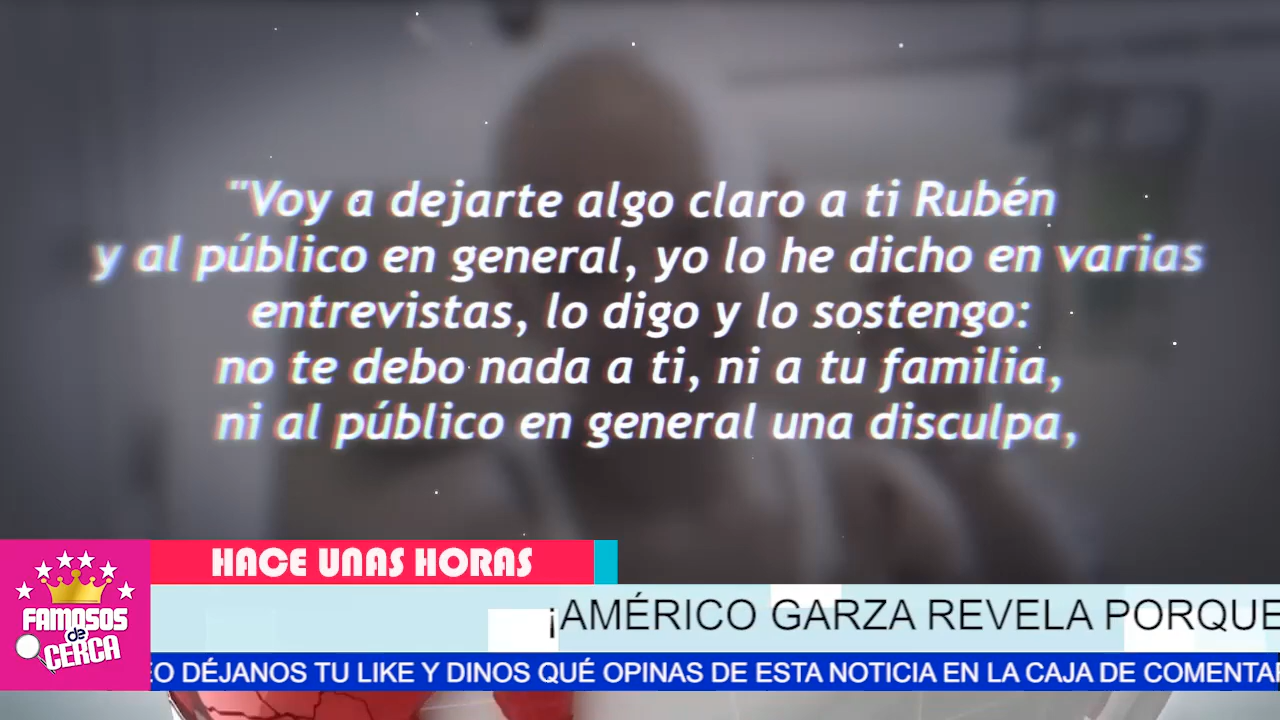 "Voy a dejarte algo claro a ti Rubén
y al público en general, yo lo he dicho en varias
entrevistas, lo digo y lo sostengo:
no te debo nada a ti, ni a tu familia,
ni al público en general una disculpa,
HACE UNAS HORAS
¡AMÉRICO GARZA REVELA PORQUE
FAMOSOS
de
CERCA
EO DÉJANOS TU LIKE Y DINOS QUÉ OPINAS DE ESTA NOTICIA EN LA CAJA DE COMENTAR